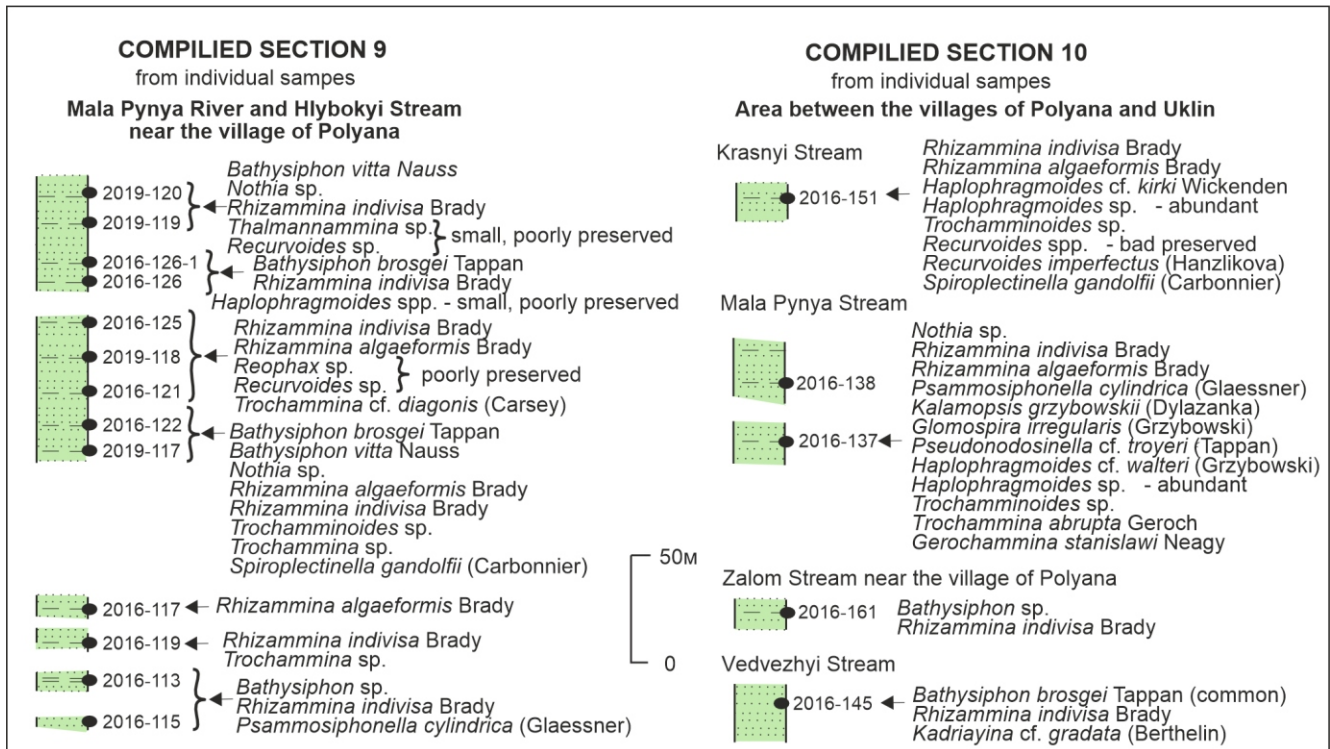 COMPILIED SECTION 9
from individual sampes
Mala Pynya River and Hlybokyi Stream
near the village of Polyana
2019-120
2019-119
Bathysiphon vitta Nauss
Nothia sp.
Rhizammina indivisa Brady
Thalmannammina sp.
Recurvoides sp.
small, poorly preserved
2016-126-1
2016-126
Bathysiphon brosgei Tappan
Rhizammina indivisa Brady
Haplophragmoides spp. - small, poorly preserved
2016-125
2019-118
2016-121
Rhizammina indivisa Brady
Rhizammina algaeformis Brady
Reophax sp.
Recurvoides sp.
poorly preserved
Trochammina cf. diagonis (Carsey)
2016-122
2019-117
Bathysiphon brosgei Tappan
Bathysiphon vitta Nauss
Nothia sp.
Rhizammina algaeformis Brady
Rhizammina indivisa Brady
Trochamminoides sp.
Trochammina sp.
Spiroplectinella gandolfii (Carbonnier)
2016-117
Rhizammina algaeformis Brady
2016-119
Rhizammina indivisa Brady
Trochammina sp.
2016-113
2016-115
Bathysiphon sp.
Rhizammina indivisa Brady
Psammosiphonella cylindrica (Glaessner)
50м
0
COMPILIED SECTION 10
from individual sampes
Area between the villages of Polyana and Uklin
Krasnyi Stream
2016-151
Rhizammina indivisa Brady
Rhizammina algaeformis Brady
Haplophragmoides cf. kirki Wickenden
Haplophragmoides sp. - abundant
Trochamminoides sp.
Recurvoides spp. - bad preserved
Recurvoides imperfectus (Hanzlikova)
Spiroplectinella gandolfii (Carbonnier)
Mala Pynya Stream
2016-138
2016-137
Nothia sp.
Rhizammina indivisa Brady
Rhizammina algaeformis Brady
Psammosiphonella cylindrica (Glaessner)
Kalamopsis grzybowskii (Dylazanka)
Glomospira irregularis (Grzybowski)
Pseudonodosinella cf. troyeri (Tappan)
Haplophragmoides cf. walteri (Grzybowski)
Haplophragmoides sp. - abundant
Trochamminoides sp.
Trochammina abrupta Geroch
Gerochammina stanislawi Neagy
Zalom Stream near the village of Polyana
2016-161
Bathysiphon sp.
Rhizammina indivisa Brady
Vedvezhyi Stream
2016-145
Bathysiphon brosgei Tappan (common)
Rhizammina indivisa Brady
Kadriayina cf. gradata (Berthelin)